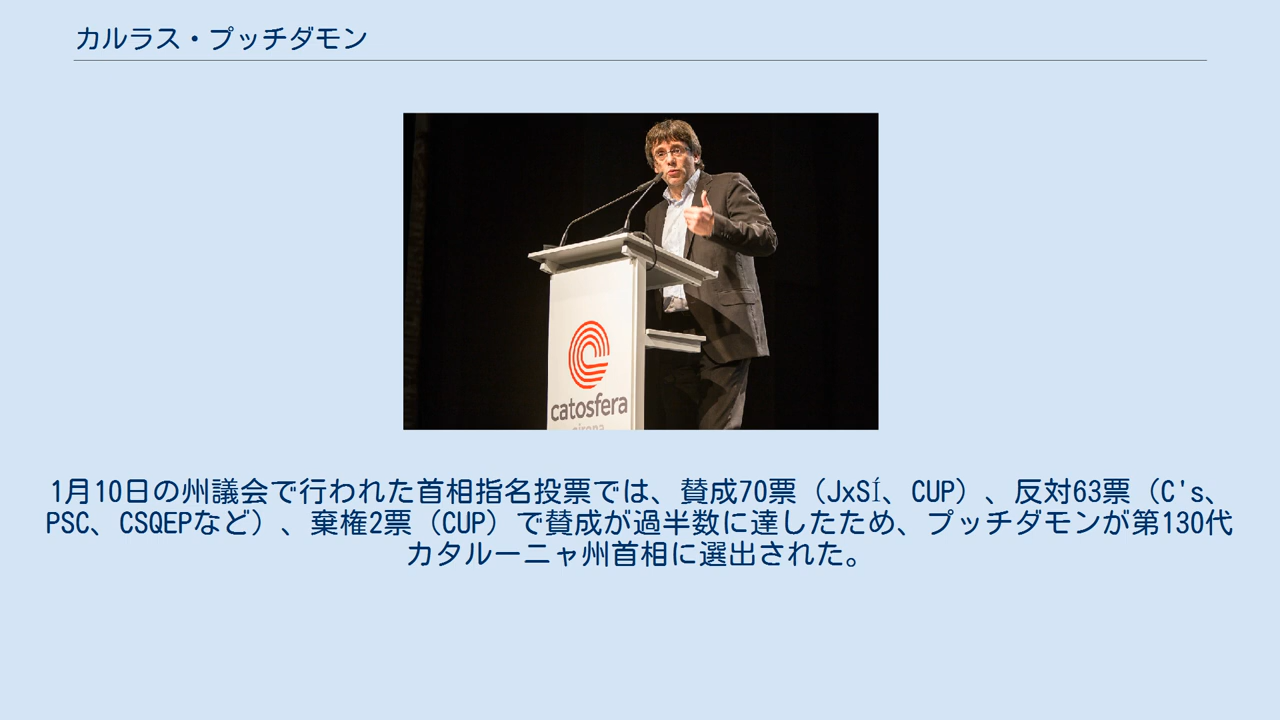 カルラス・プッチダモン
catosfera
girona
1月10日の州議会で行われた首相指名投票では、賛成70票（JxSÍ、CUP）、反対63票（C's、
PSC、CSQEPなど）、棄権2票（CUP）で賛成が過半数に達したため、プッチダモンが第130代
カタルーニャ州首相に選出された。